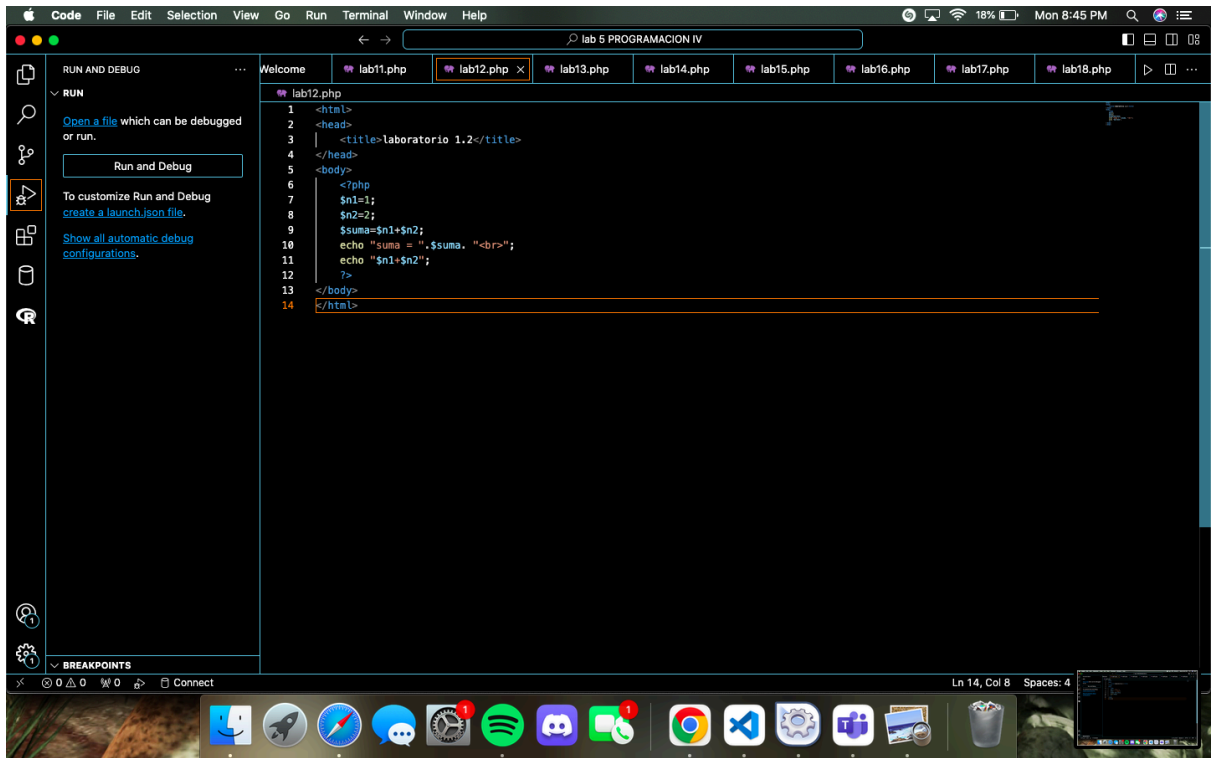 Code File Edit Selection View Go Run Terminal Window Help 18% Mon 8:45 PM
lab 5 PROGRAMACION IV
RUN AND DEBUG ...
Welcome lab11.php lab12.php lab13.php lab14.php lab15.php lab16.php lab17.php lab18.php
RUN
Open a file which can be debugged
or run.
Run and Debug
To customize Run and Debug
create a launch.json file.
Show all automatic debug
configurations.
lab12.php
1 <html>
2 <head>
3 <title>laboratorio 1.2</title>
4 </head>
5 <body>
6 <?php
7 $n1=1;
8 $n2=2;
9 $suma=$n1+$n2;
10 echo "suma = ".$suma. "<br>";
11 echo "$n1+$n2";
12 ?>
13 </body>
14 </html>
1
1
BREAKPOINTS
0 0 0 Connect
Ln 14, Col 8 Spaces: 4
1
1